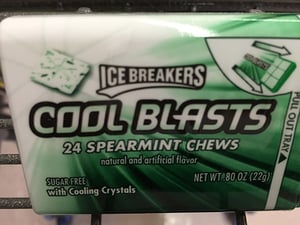 ICE BREAKERS
COOL BLASTS
24 SPEARMINT CHEWS
natural and artificial flavor
SUGAR FREE
with Cooling Crystals
NET WT .80 OZ (22g)
PULL OUT TRAY